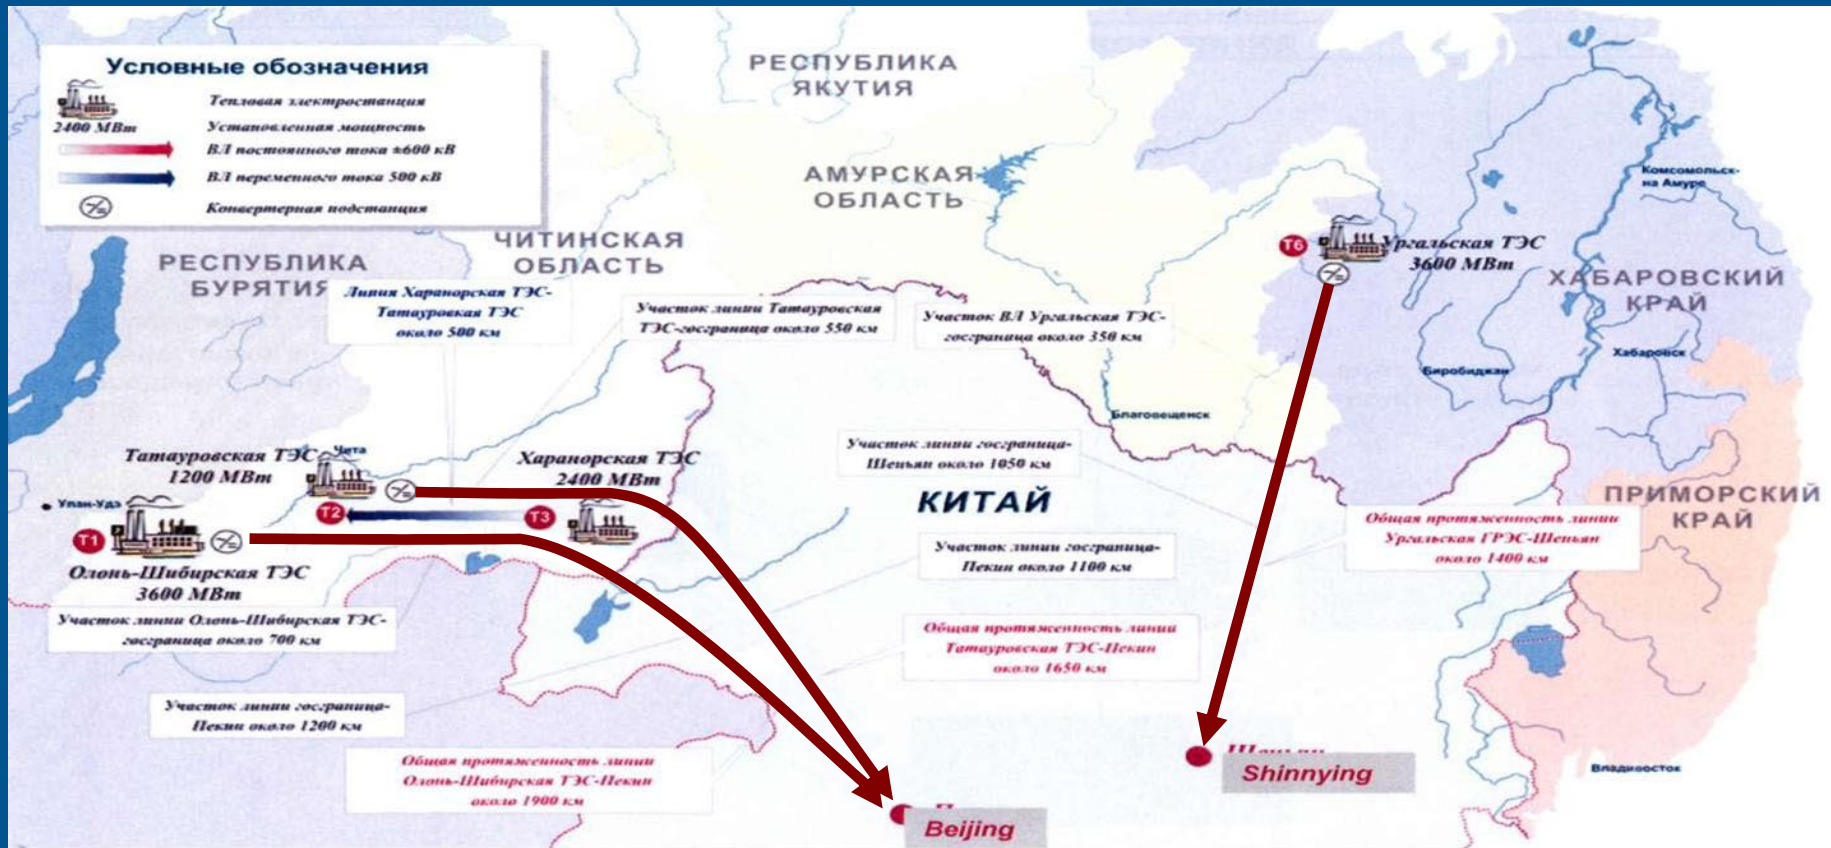 Условные обозначения
Тепловая электростанция
2400 МВт
Установленная мощность
ВЛ постоянного тока ±600 кВ
ВЛ переменного тока 500 кВ
Конвертерная подстанция
РЕСПУБЛИКА
ЯКУТИЯ
АМУРСКАЯ
ОБЛАСТЬ
ЧИТИНСКАЯ
ОБЛАСТЬ
РЕСПУБЛИКА
БУРЯТИЯ
Комсомольск-
на Амуре
Т6
Ургальская ТЭС
3600 МВт
ХАБАРОВСКИЙ
КРАЙ
Линия Харанорская ТЭС-
Татауровкая ТЭС
около 500 км
Участок линии Татауровская
ТЭС-госграница около 550 км
Участок ВЛ Ургальская ТЭС-
госграница около 350 км
Хабаровск
Биробиджан
Благовещенск
Участок линии госграница-
Шеньян около 1050 км
Татауровская ТЭС
1200 МВт
Чита
Харанорская ТЭС
2400 МВт
КИТАЙ
ПРИМОРСКИЙ
КРАЙ
Улан-Удэ
Т1
Т2
Т3
Общая протяженность линии
Ургальская ГРЭС-Шеньян
около 1400 км
Участок линии госграница-
Пекин около 1100 км
Олонь-Шибирская ТЭС
3600 МВт
Участок линии Олонь-Шибирская ТЭС-
госграница около 700 км
Общая протяженность линии
Татауровская ТЭС-Пекин
около 1650 км
Участок линии госграница-
Пекин около 1200 км
Общая протяженность линии
Олонь-Шибирская ТЭС-Пекин
около 1900 км
Shinnying
Владивосток
Beijing